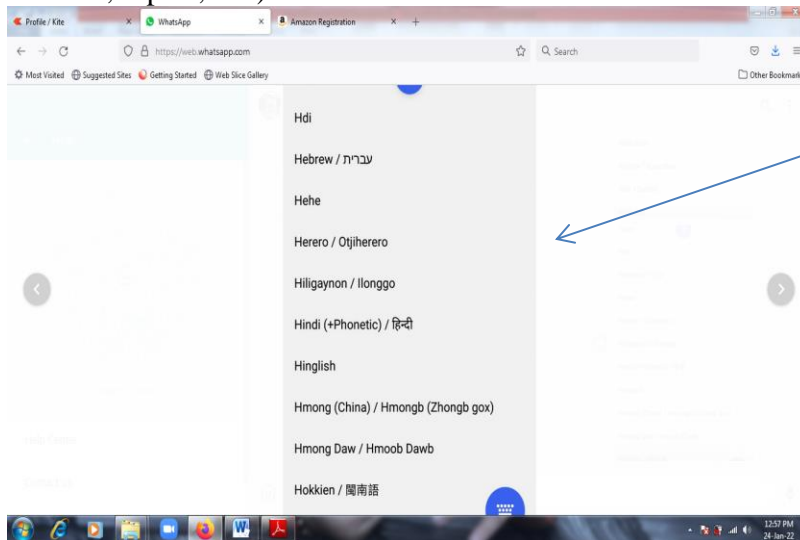 Profile / Kite
WhatsApp
Amazon Registration
https://web.whatsapp.com
Search
Most Visited
Suggested Sites
Getting Started
Web Slice Gallery
Other Bookmark
Hdi
Hebrew / עברית
Hehe
Herero / Otjiherero
Hiligaynon / Ilonggo
Hindi (+Phonetic) / हिन्दी
Hinglish
Hmong (China) / Hmongb (Zhongb gox)
Hmong Daw / Hmoob Dawb
Hokkien / 閩南語
12:57 PM
24-Jan-22